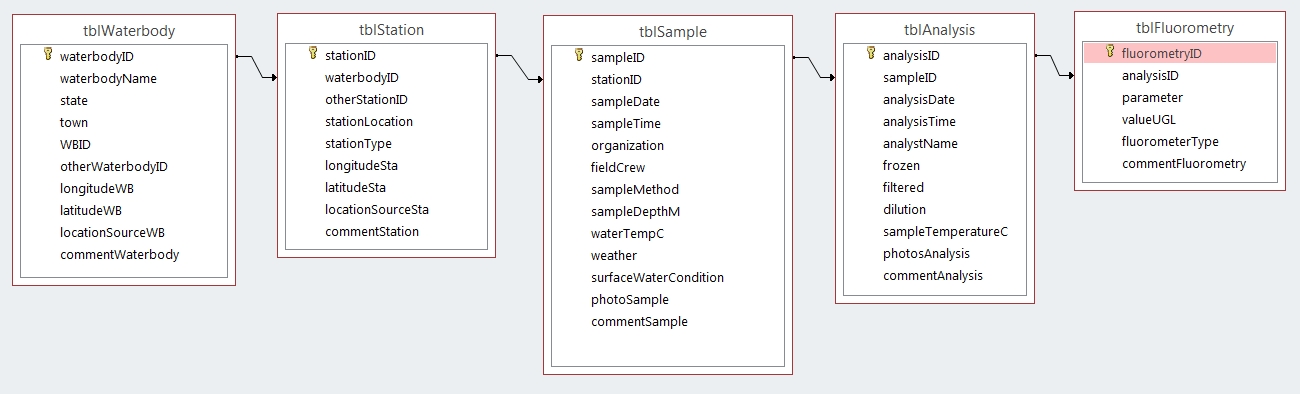 tblWaterbody
waterbodyID
waterbodyName
state
town
WBID
otherWaterbodyID
longitudeWB
latitudeWB
locationSourceWB
commentWaterbody
tblStation
stationID
waterbodyID
otherStationID
stationLocation
stationType
longitudeSta
latitudeSta
locationSourceSta
commentStation
tblSample
sampleID
stationID
sampleDate
sampleTime
organization
fieldCrew
sampleMethod
sampleDepthM
waterTempC
weather
surfaceWaterCondition
photoSample
commentSample
tblAnalysis
analysisID
sampleID
analysisDate
analysisTime
analystName
frozen
filtered
dilution
sampleTemperatureC
photosAnalysis
commentAnalysis
tblFluorometry
fluorometryID
analysisID
parameter
valueUGL
fluorometerType
commentFluorometry